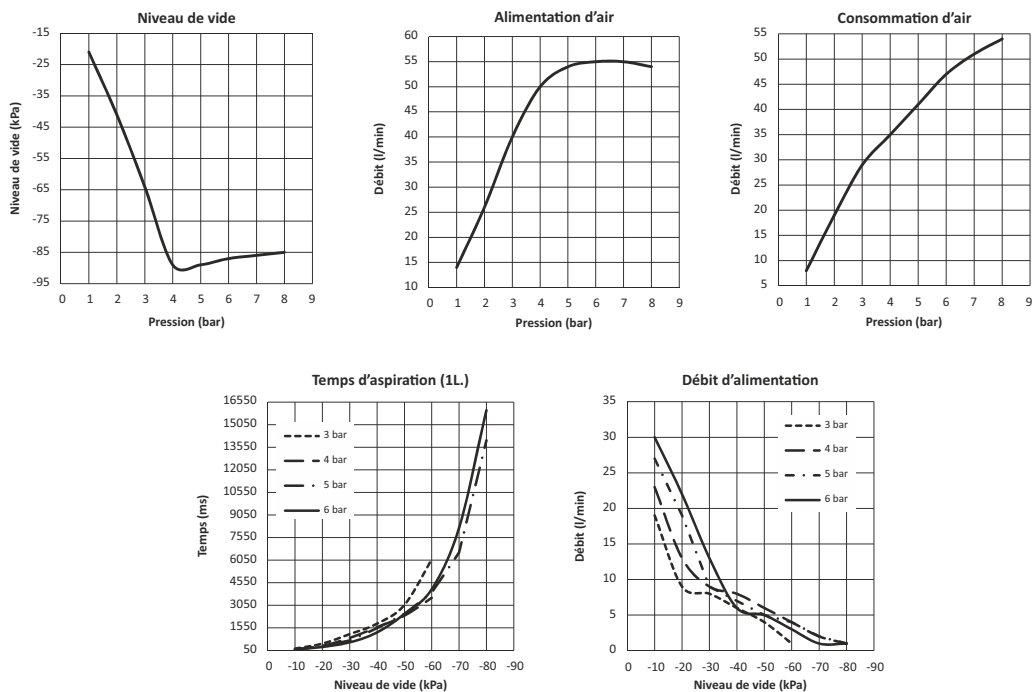 Niveau de vide
-15
-25
-35
-45
-55
-65
-75
-85
-95
Niveau de vide (kPa)
0 1 2 3 4 5 6 7 8 9
Pression (bar)
Alimentation d'air
60
55
50
45
40
35
30
25
20
15
10
Débit (l/min)
0 1 2 3 4 5 6 7 8 9
Pression (bar)
Consommation d'air
55
50
45
40
35
30
25
20
15
10
5
Débit (l/min)
0 1 2 3 4 5 6 7 8 9
Pression (bar)
Temps d'aspiration (1L.)
16550
15050
13550
12050
10550
9050
7550
6050
4550
3050
1550
50
Temps (ms)
3 bar
4 bar
5 bar
6 bar
0 -10 -20 -30 -40 -50 -60 -70 -80 -90
Niveau de vide (kPa)
Débit d'alimentation
35
30
25
20
15
10
5
0
Débit (l/min)
3 bar
4 bar
5 bar
6 bar
0 -10 -20 -30 -40 -50 -60 -70 -80 -90
Niveau de vide (kPa)